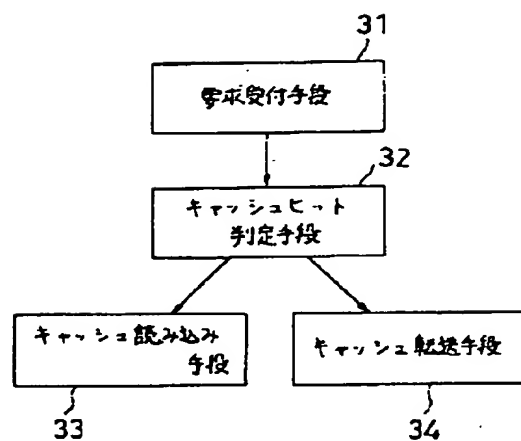 31
要求受付手段
32
キャッシュヒット
判定手段
キャッシュ読み込み
手段
キャッシュ転送手段
33
34